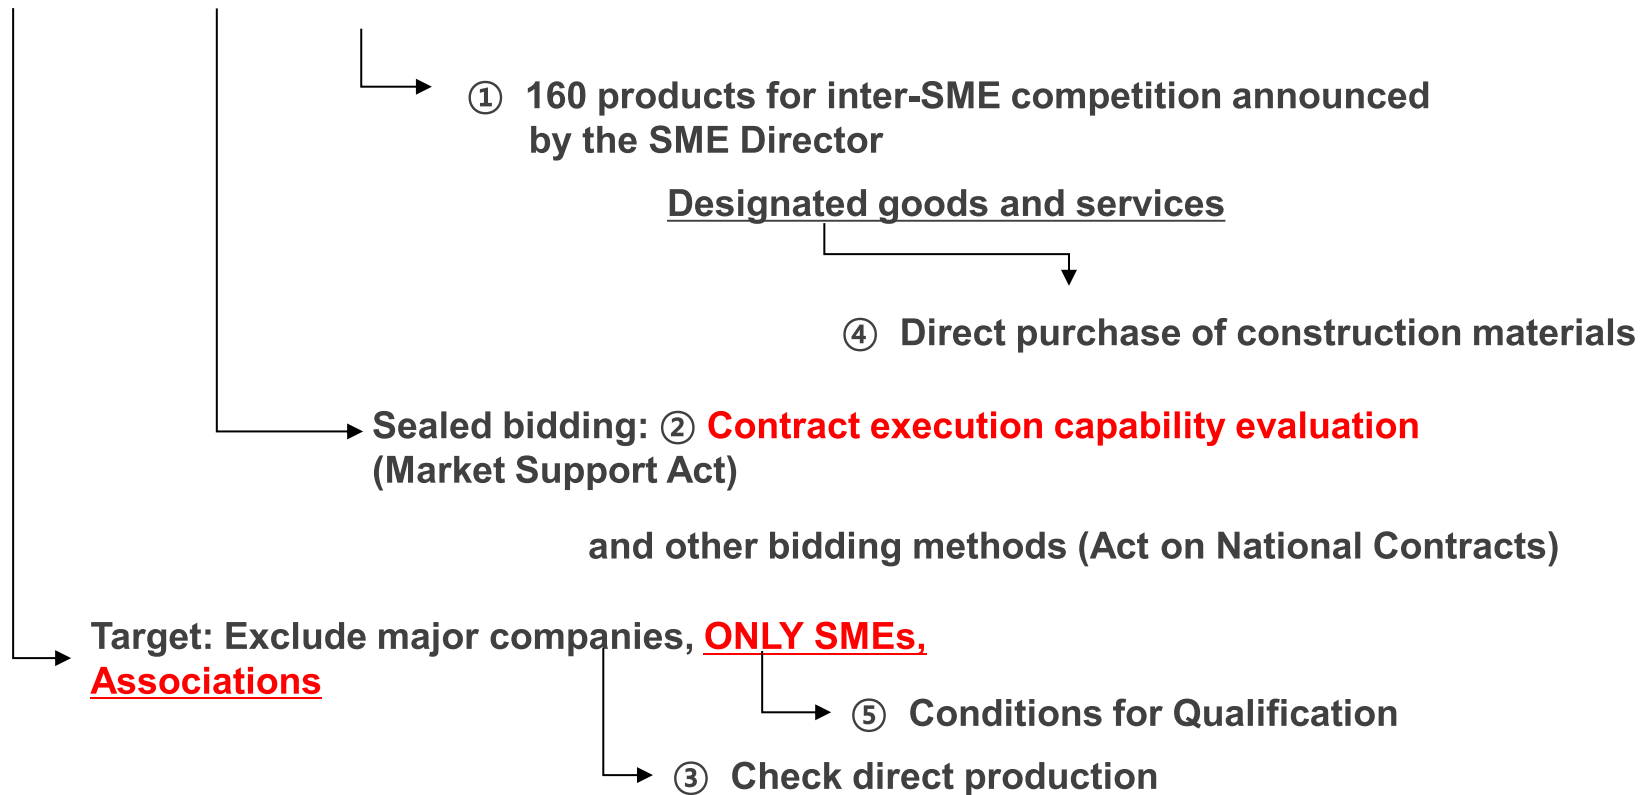 ① 160 products for inter-SME competition announced
by the SME Director
Designated goods and services
④ Direct purchase of construction materials
Sealed bidding: ② Contract execution capability evaluation
(Market Support Act)
and other bidding methods (Act on National Contracts)
Target: Exclude major companies, ONLY SMEs,
Associations
⑤ Conditions for Qualification
③ Check direct production